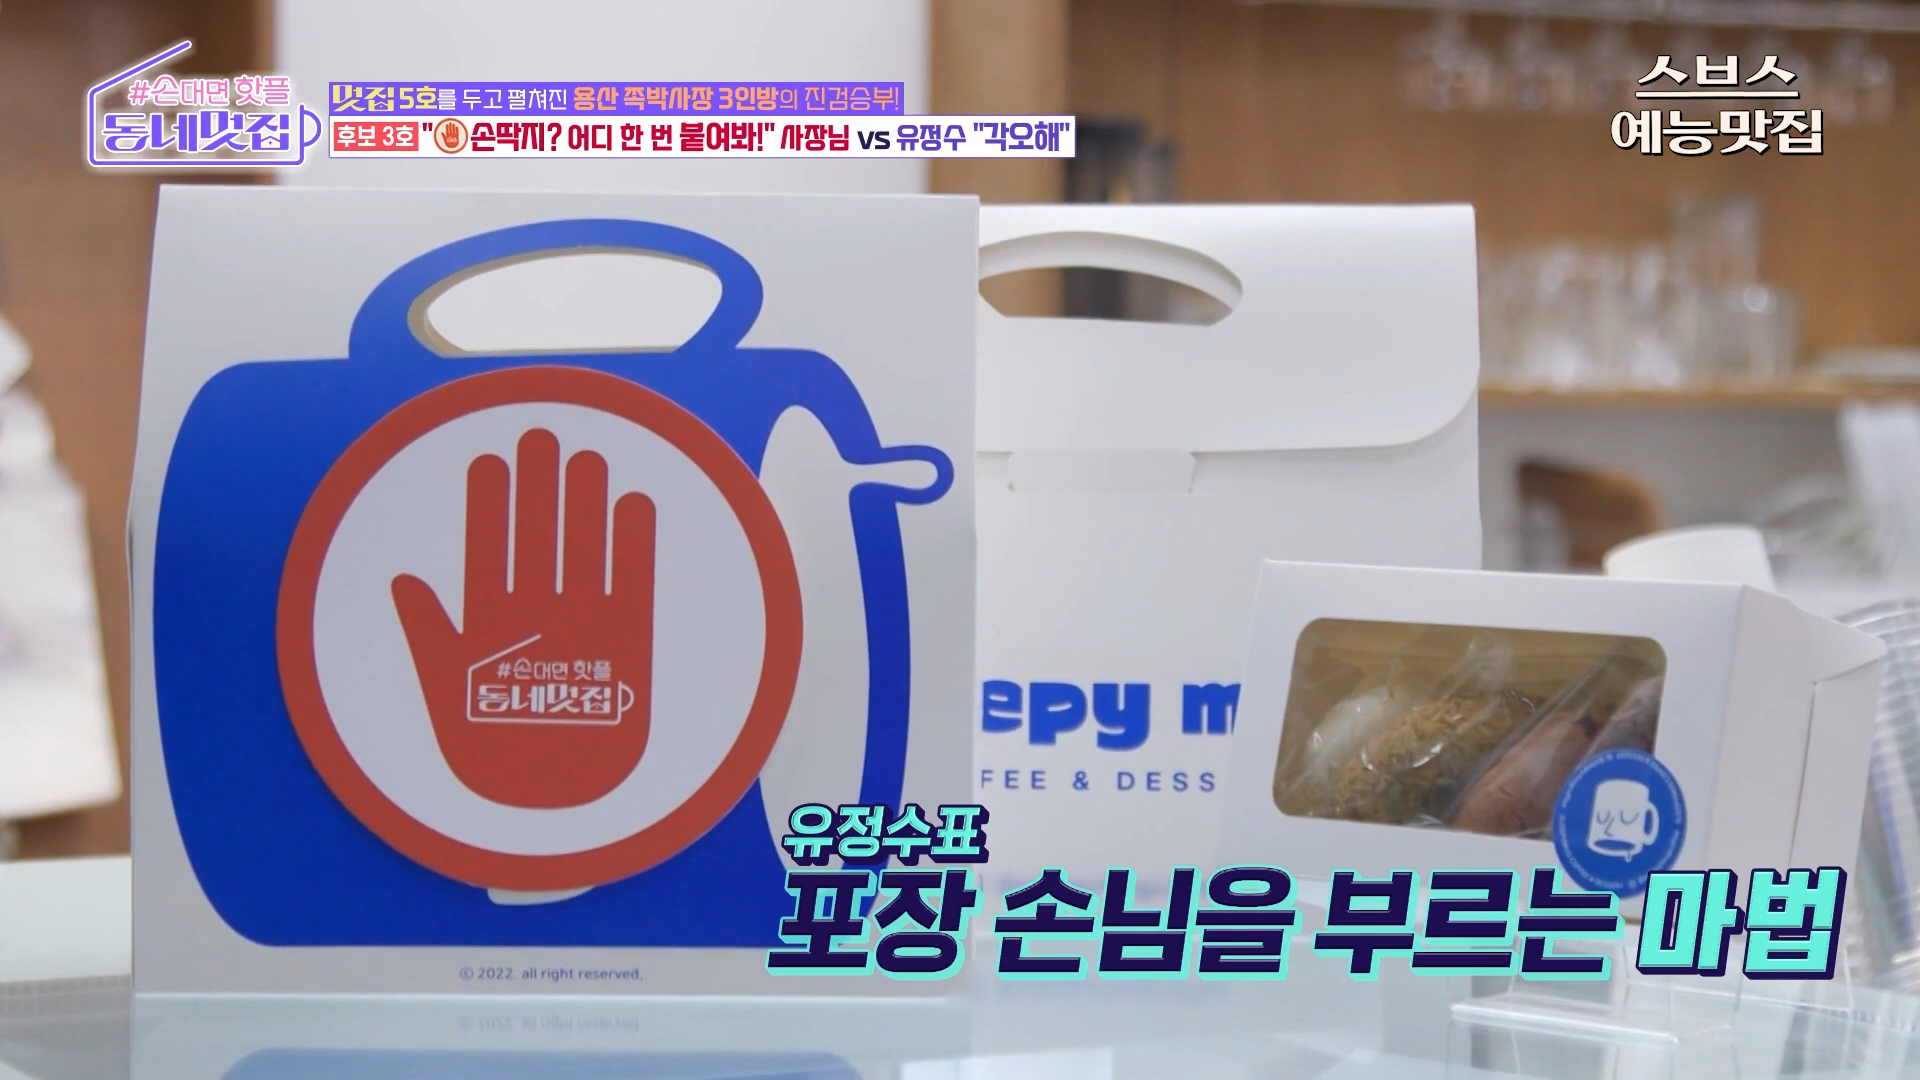 #손대면 핫플
동네멋집
멋집 5호를 두고 펼쳐진 용산 쪽박사장 3인방의 진검승부!
후보 3호 "손딱지? 어디 한 번 붙여봐!" 사장님 vs 유정수 "각오해"
스브스
예능맛집
#손대면 핫플
동네멋집
epy m
FEE & DESS
유정수표
포장 손님을 부르는 마법
© 2022. all right reserved.